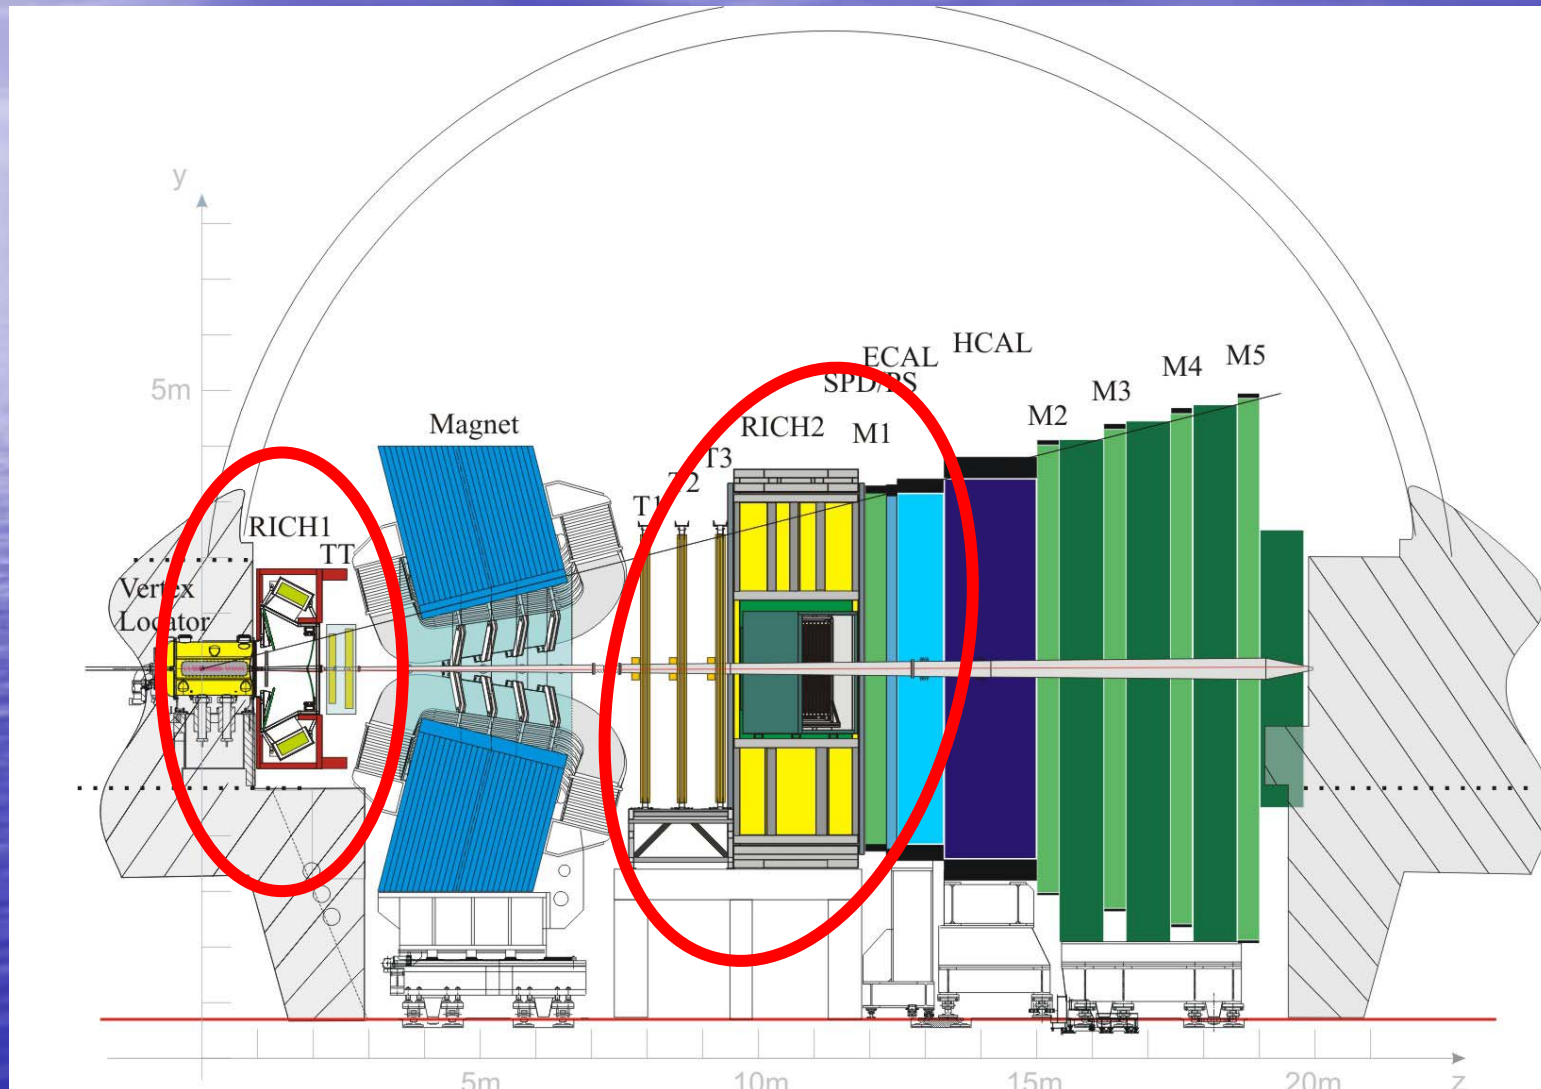 y
5m
Vertex
Locator
RICH1
TT
Magnet
T1
T2
T3
RICH2
M1
SPD/PS
ECAL
HCAL
M2
M3
M4
M5
5m
10m
15m
20m
z